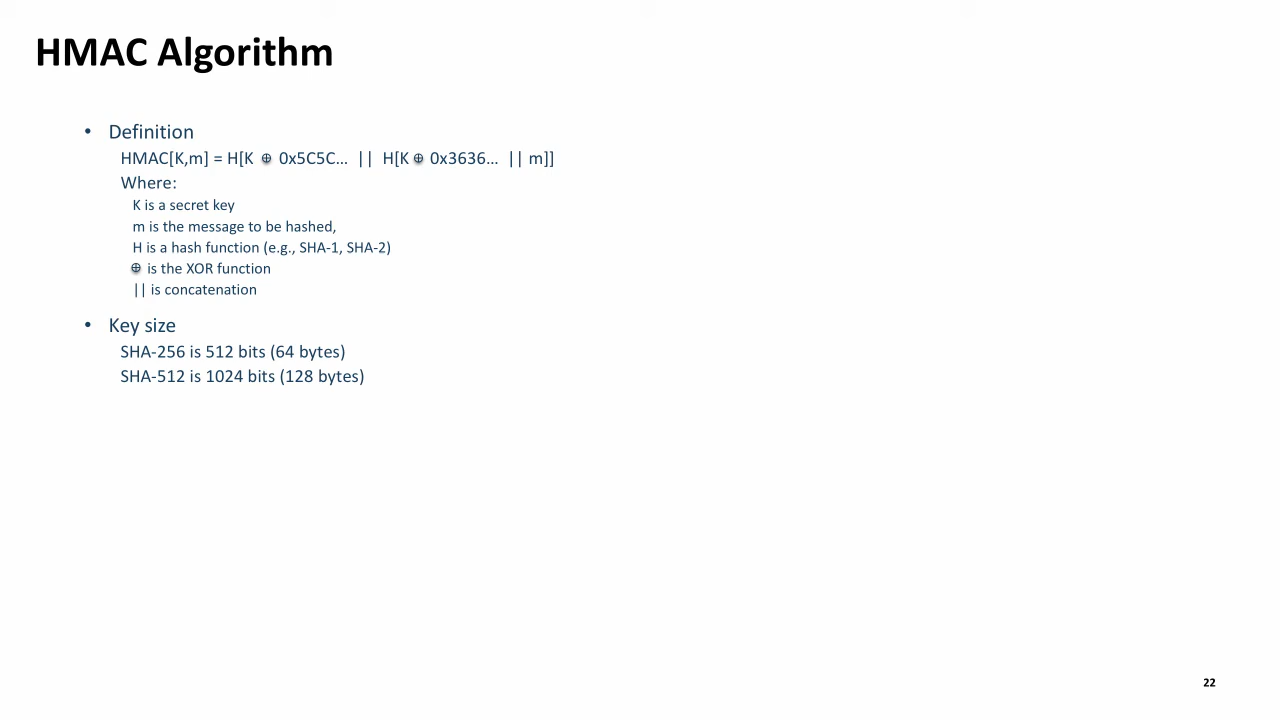 HMAC Algorithm
• Definition
HMAC[K,m] = H[K ⊕ 0x5C5C… || H[K ⊕ 0x3636… || m]]
Where:
K is a secret key
m is the message to be hashed,
H is a hash function (e.g., SHA-1, SHA-2)
⊕ is the XOR function
|| is concatenation
• Key size
SHA-256 is 512 bits (64 bytes)
SHA-512 is 1024 bits (128 bytes)
22